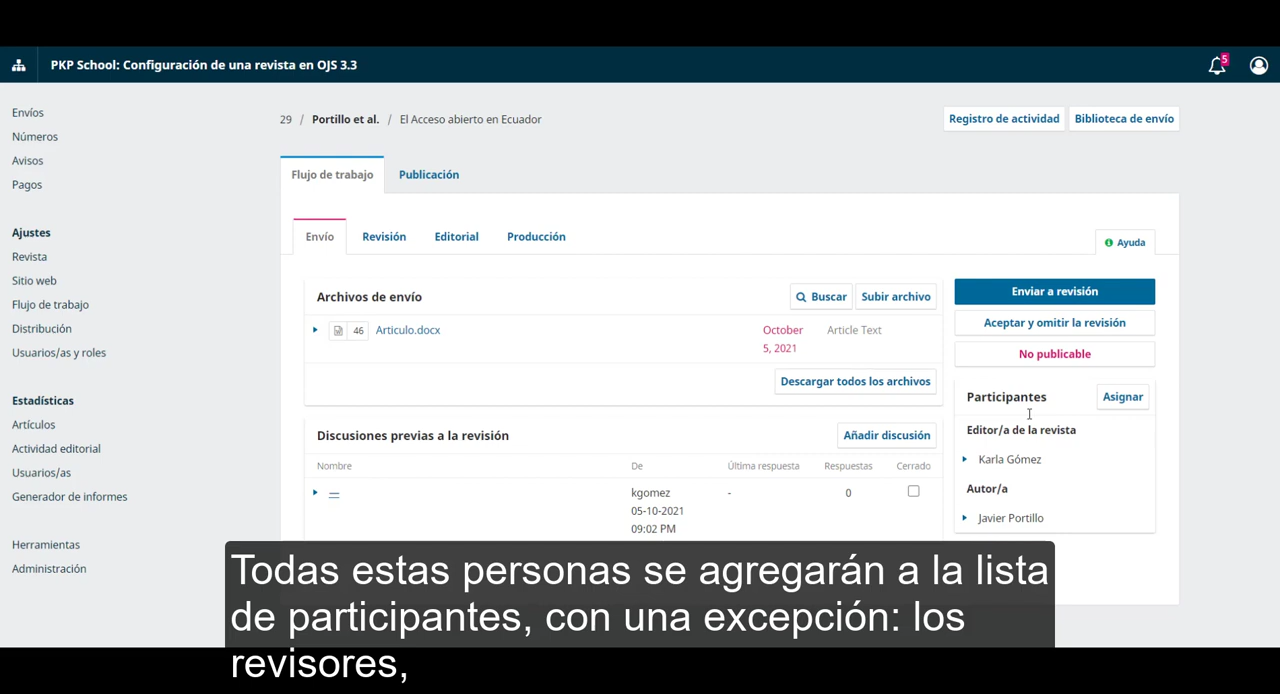 PKP School: Configuración de una revista en OJS 3.3
5
Envíos
Números
Avisos
Pagos
Ajustes
Revista
Sitio web
Flujo de trabajo
Distribución
Usuarios/as y roles
Estadísticas
Artículos
Actividad editorial
Usuarios/as
Generador de informes
Herramientas
Administración
29 / Portillo et al. / El Acceso abierto en Ecuador
Registro de actividad
Biblioteca de envío
Flujo de trabajo
Publicación
Envío
Revisión
Editorial
Producción
Ayuda
Archivos de envío
Buscar
Subir archivo
46 Articulo.docx
October
5, 2021
Article Text
Descargar todos los archivos
Discusiones previas a la revisión
Añadir discusión
Nombre De Última respuesta Respuestas Cerrado
— kgomez - 0
05-10-2021
09:02 PM
Enviar a revisión
Aceptar y omitir la revisión
No publicable
Participantes
Asignar
Editor/a de la revista
Karla Gómez
Autor/a
Javier Portillo
Todas estas personas se agregarán a la lista
de participantes, con una excepción: los
revisores,